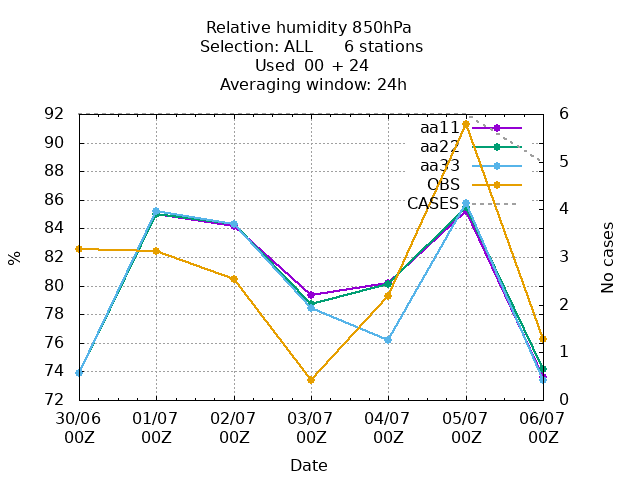 Relative humidity 850hPa
Selection: ALL 6 stations
Used 00 + 24
Averaging window: 24h
92
90
88
86
84
82
80
78
76
74
72
%
6
5
4
3
2
1
0
No cases
aa11
aa22
aa33
OBS
CASES
30/06 01/07 02/07 03/07 04/07 05/07 06/07
00Z 00Z 00Z 00Z 00Z 00Z 00Z
Date